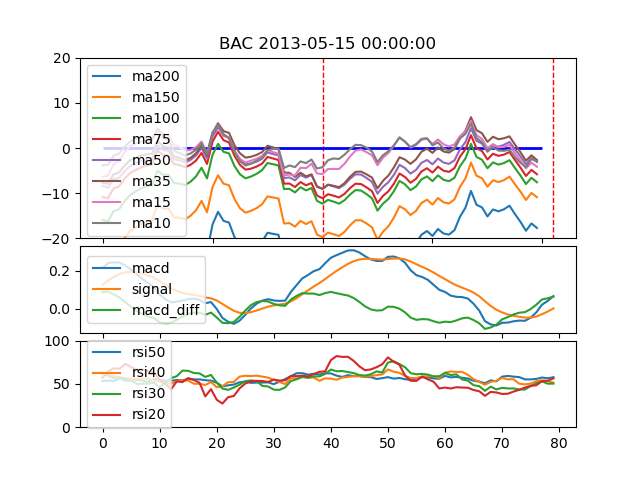 BAC 2013-05-15 00:00:00
20
10
0
−10
−20
ma200
ma150
ma100
ma75
ma50
ma35
ma15
ma10
0.2
0.0
macd
signal
macd_diff
100
50
0
rsi50
rsi40
rsi30
rsi20
0 10 20 30 40 50 60 70 80